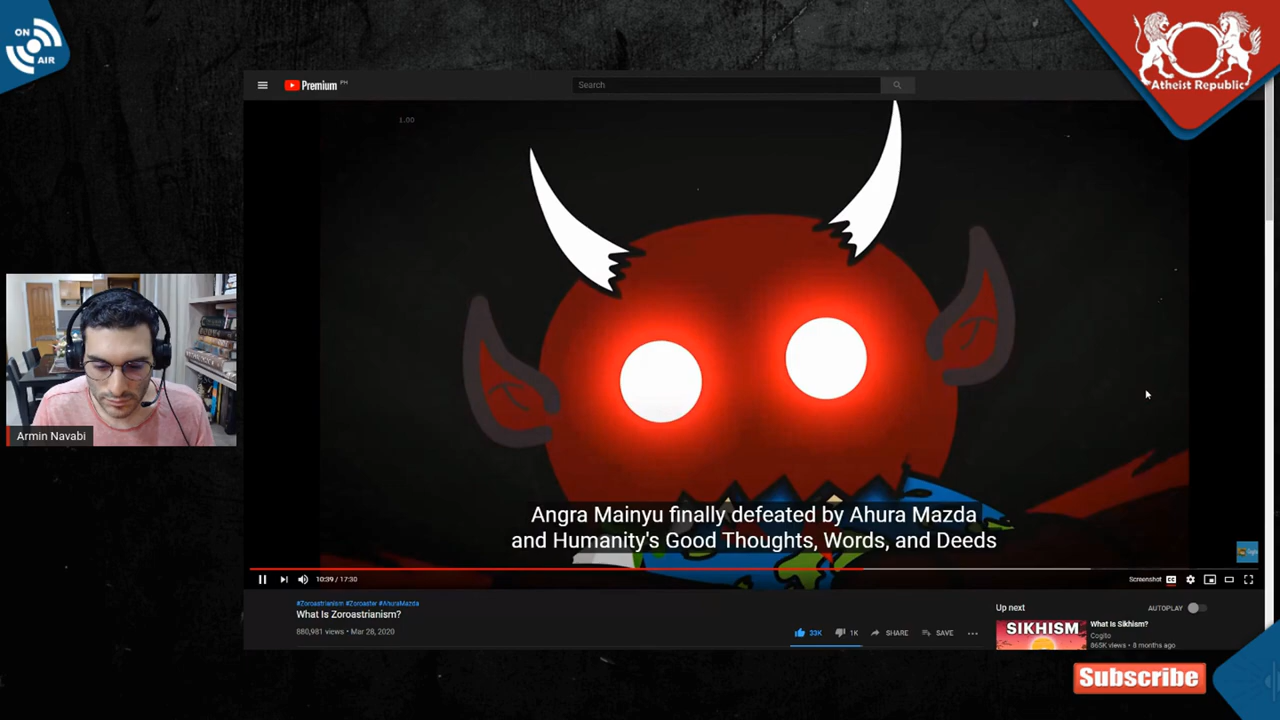 ON
AIR
Premium PH
Search
Atheist Republic
1.00
Armin Navabi
Angra Mainyu finally defeated by Ahura Mazda
and Humanity's Good Thoughts, Words, and Deeds
10:39 / 17:30
Screenshot CC
#Zoroastrianism #Zoroaster #AhuraMazda
What Is Zoroastrianism?
880,981 views • Mar 28, 2020
33K 1K SHARE SAVE
Up next
AUTOPLAY
SIKHISM
What Is Sikhism?
Cogito
865K views • 8 months ago
Subscribe